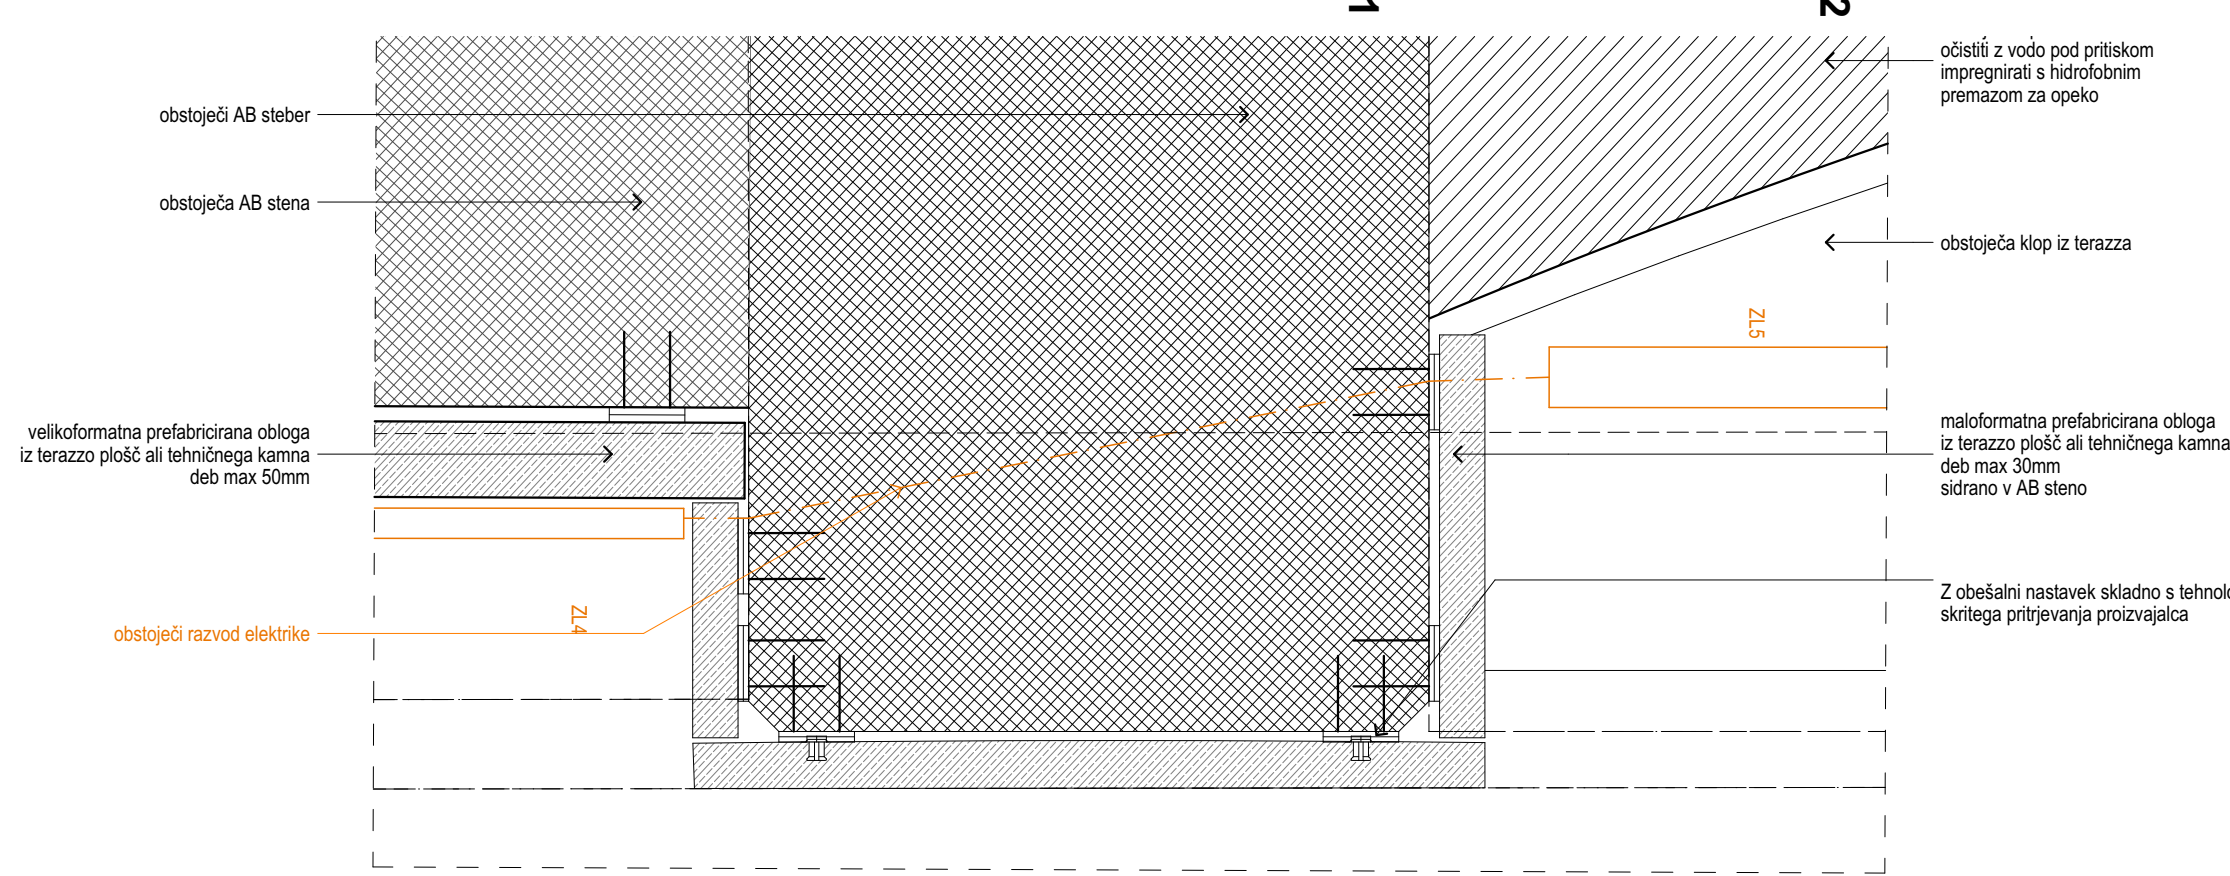 1
2
očistiti z vodo pod pritiskom
impregnirati s hidrofobnim
premazom za opeko
obstoječi AB steber
obstoječa AB stena
obstoječa klop iz terazza
ZL5
velikoformatna prefabricirana obloga
iz terazzo plošč ali tehničnega kamna
deb max 50mm
maloformatna prefabricirana obloga
iz terazzo plošč ali tehničnega kamna
deb max 30mm
sidrano v AB steno
Z obešalni nastavek skladno s
skritega pritrjevanja proizvajalca
ZL4
obstoječi razvod elektrike